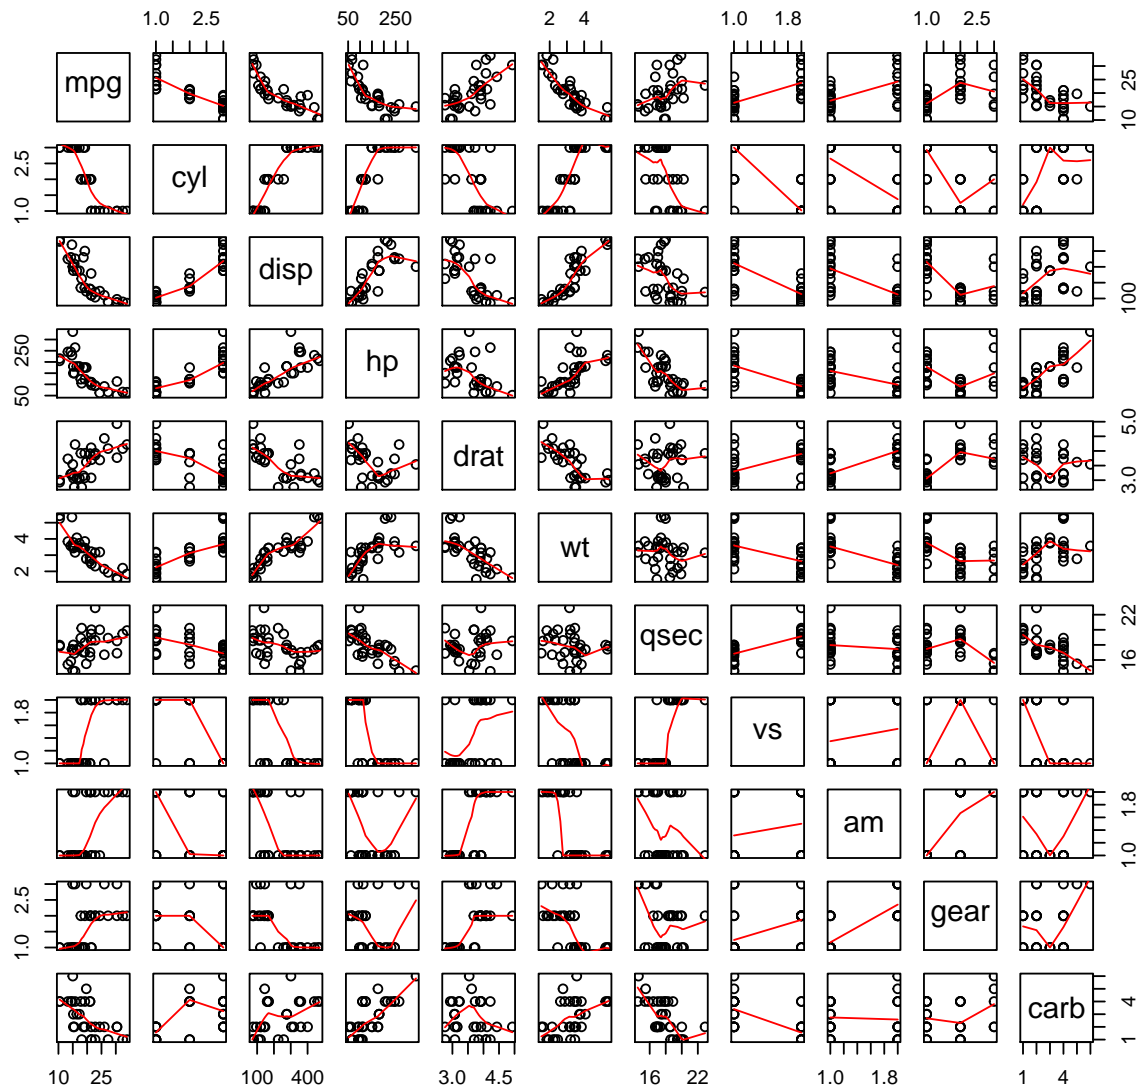 1.0 2.5 50 250 2 4 1.0 1.8 1.0 2.5
mpg 10 25
1.0 2.5 cyl
disp 100
50 250 hp
drat 3.0 5.0
2 4 wt
qsec 16 22
1.0 1.8 vs
am 1.0 1.8
1.0 2.5 gear
carb 1 4
10 25 100 400 3.0 4.5 16 22 1.0 1.8 1 4